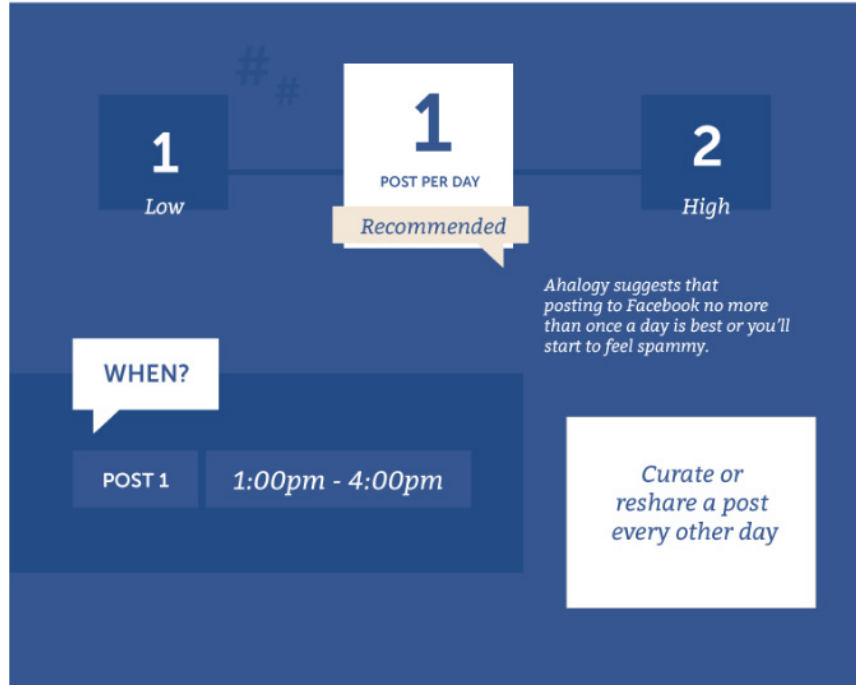 #
#
1
Low
1
POST PER DAY
Recommended
2
High
Ahalogy suggests that
posting to Facebook no more
than once a day is best or you'll
start to feel spammy.
WHEN?
POST 1
1:00pm - 4:00pm
Curate or
reshare a post
every other day